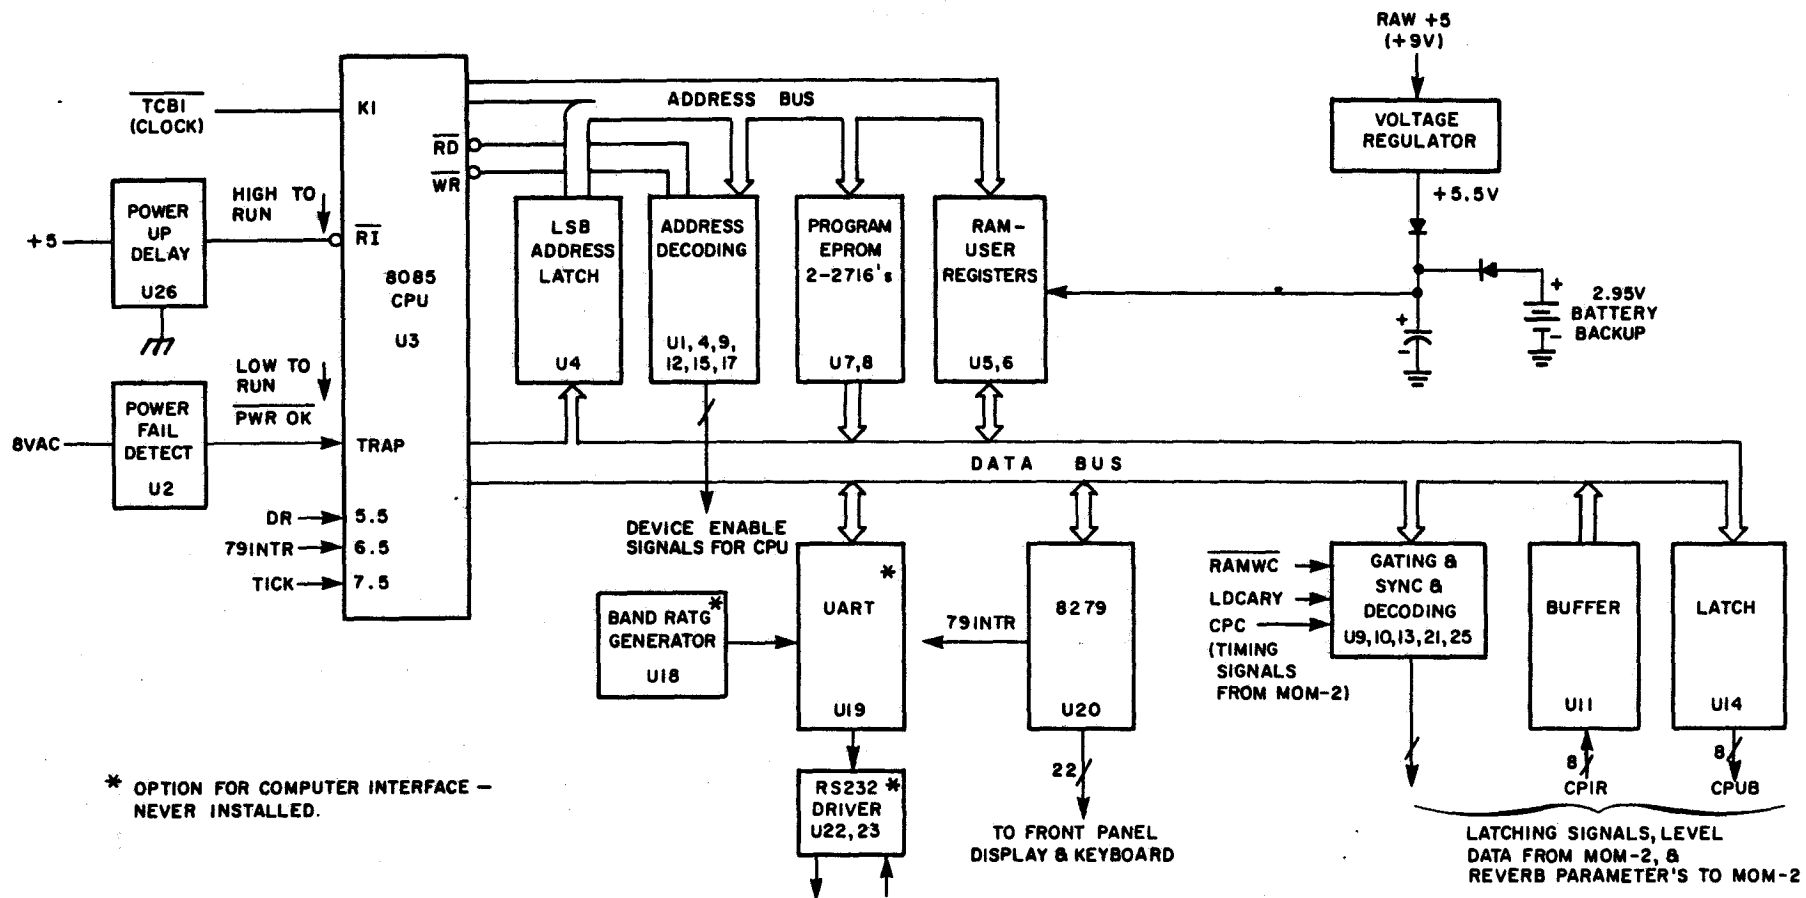 RAW +5
(+9V)
VOLTAGE
REGULATOR
+5.5V
2.95V
BATTERY
BACKUP
+
-
+
-
TCBI
(CLOCK)
KI
RD
WR
ADDRESS BUS
+5
POWER
UP
DELAY
U26
HIGH TO
RUN
RI
8085
CPU
U3
LSB
ADDRESS
LATCH
U4
ADDRESS
DECODING
U1, 4, 9,
12, 15, 17
PROGRAM
EPROM
2-2716's
U7, 8
RAM-
USER
REGISTERS
U5, 6
8VAC
POWER
FAIL
DETECT
U2
LOW TO
RUN
PWR OK
TRAP
DR
5.5
79INTR
6.5
TICK
7.5
DATA BUS
DEVICE ENABLE
SIGNALS FOR CPU
BAND RATG *
GENERATOR
U18
*
UART
U19
RS232 *
DRIVER
U22, 23
79INTR
8279
U20
22
TO FRONT PANEL
DISPLAY & KEYBOARD
RAMWC
LDCARY
CPC
(TIMING
SIGNALS
FROM MOM-2)
GATING &
SYNC &
DECODING
U9, 10, 13, 21, 25
BUFFER
U11
8
CPIR
LATCH
U14
8
CPUB
LATCHING SIGNALS, LEVEL
DATA FROM MOM-2, &
REVERB PARAMETER'S TO MOM-2
* OPTION FOR COMPUTER INTERFACE -
NEVER INSTALLED.